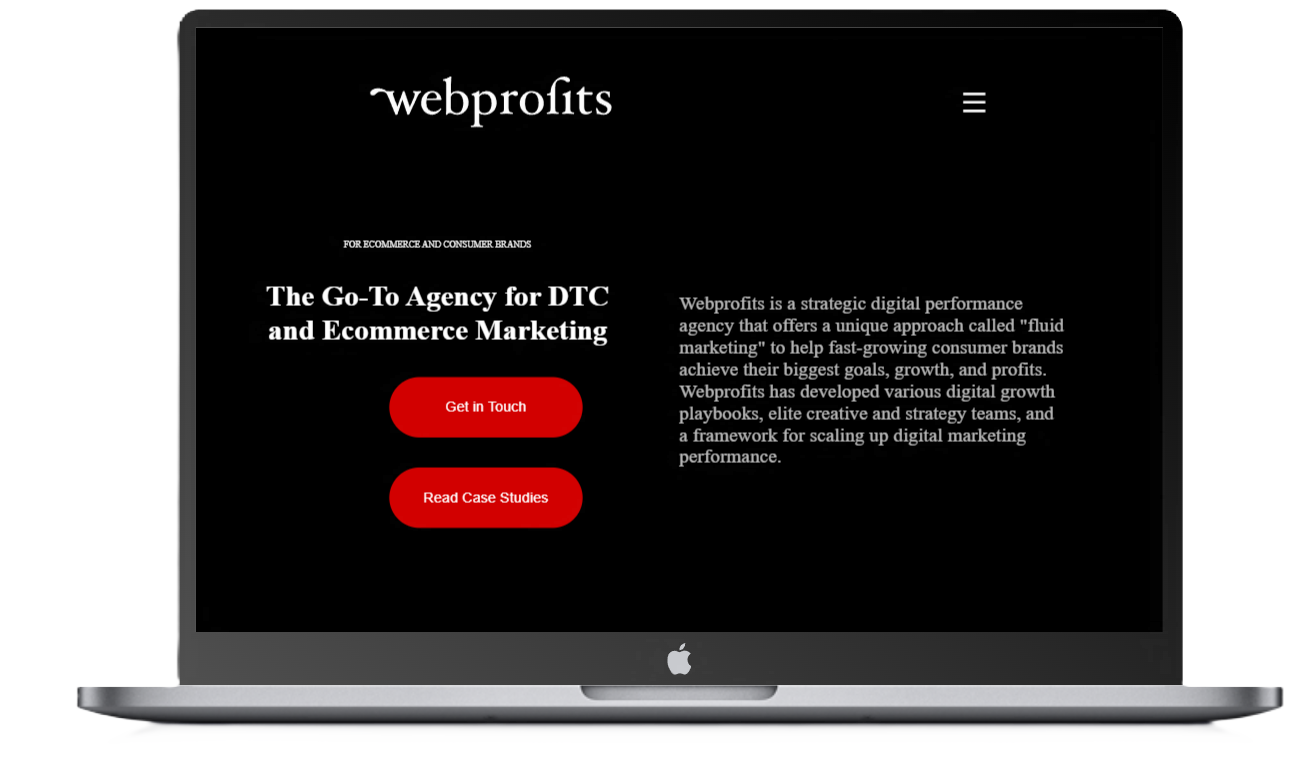 webprofits
FOR ECOMMERCE AND CONSUMER BRANDS
The Go-To Agency for DTC
and Ecommerce Marketing
Get in Touch
Read Case Studies
Webprofits is a strategic digital performance
agency that offers a unique approach called "fluid
marketing" to help fast-growing consumer brands
achieve their biggest goals, growth, and profits.
Webprofits has developed various digital growth
playbooks, elite creative and strategy teams, and
a framework for scaling up digital marketing
performance.